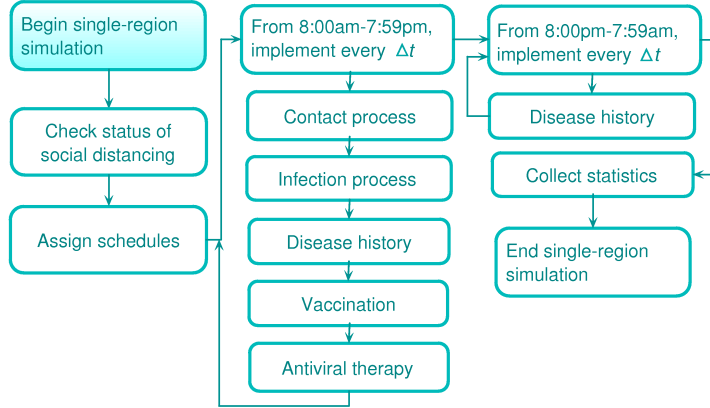 Begin single-region
simulation
Check status of
social distancing
Assign schedules
From 8:00am-7:59pm,
implement every Δt
Contact process
Infection process
Disease history
Vaccination
Antiviral therapy
From 8:00pm-7:59am,
implement every Δt
Disease history
Collect statistics
End single-region
simulation